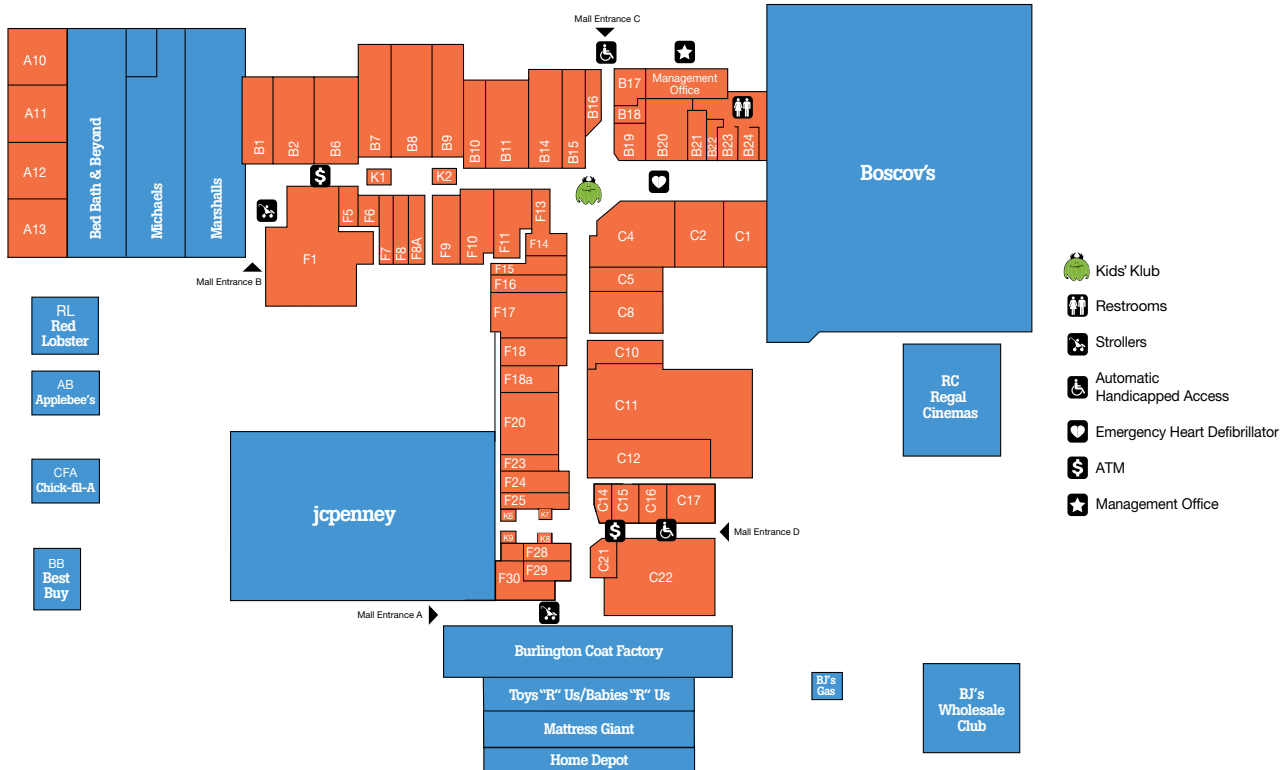 Mall Entrance C
A10
A11
A12
A13
Bed Bath & Beyond
Michaels
Marshalls
B1
B2
B6
B7
B8
B9
B10
B11
B14
B15
B16
B17
Management
Office
B18
B19
B20
B21
B22
B23
B24
Boscov's
$
K1
K2
F1
F5
F6
F7
F8
F8A
F9
F10
F11
F13
F14
F15
F16
F17
F18
F18a
F20
F23
F24
F25
K6
K7
K9
K8
F28
F29
F30
C4
C2
C1
C5
C8
C10
C11
C12
C14
C15
C16
C17
$
C21
C22
Mall Entrance B
Mall Entrance D
Mall Entrance A
RL
Red
Lobster
AB
Applebee's
CFA
Chick-fil-A
BB
Best
Buy
jcpenney
RC
Regal
Cinemas
Burlington Coat Factory
Toys "R" Us/Babies "R" Us
Mattress Giant
Home Depot
BJ's
Gas
BJ's
Wholesale
Club
Kids' Klub
Restrooms
Strollers
Automatic
Handicapped Access
Emergency Heart Defibrillator
$ ATM
Management Office